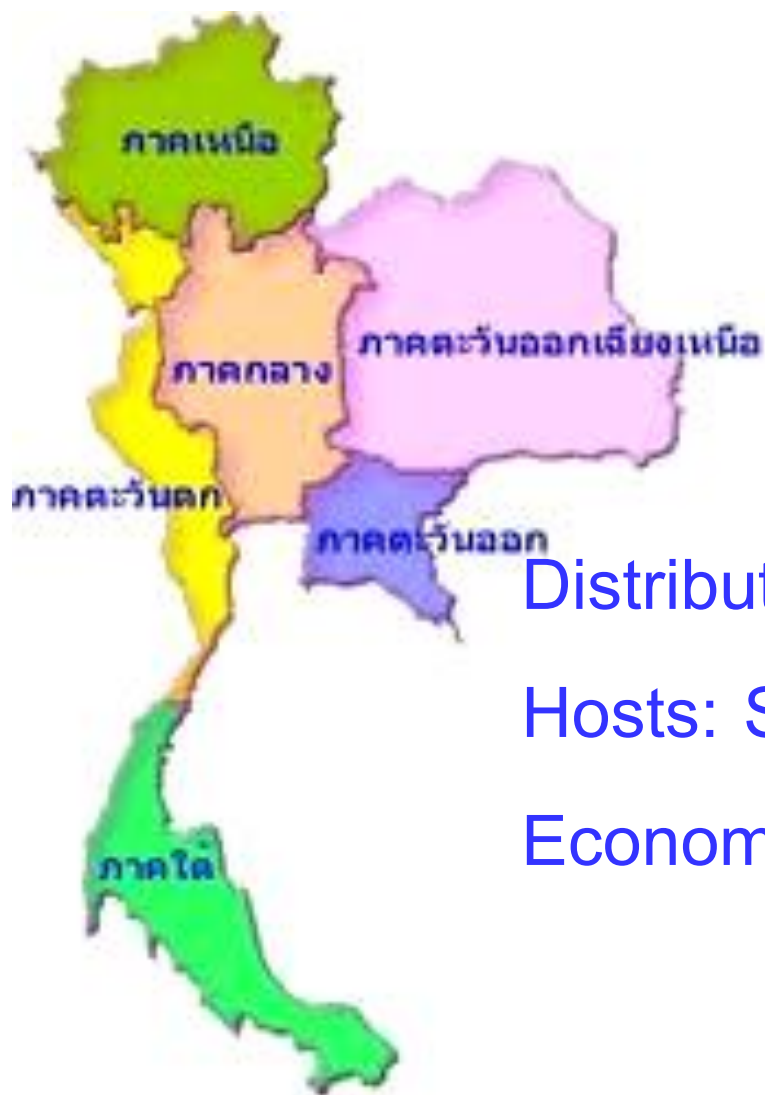 ภาคเหนือ
ภาคตะวันออกเฉียงเหนือ
ภาคกลาง
ภาคตะวันตก
ภาคตะวันออก
Distribut
Hosts: S
Econom
ภาคใต้